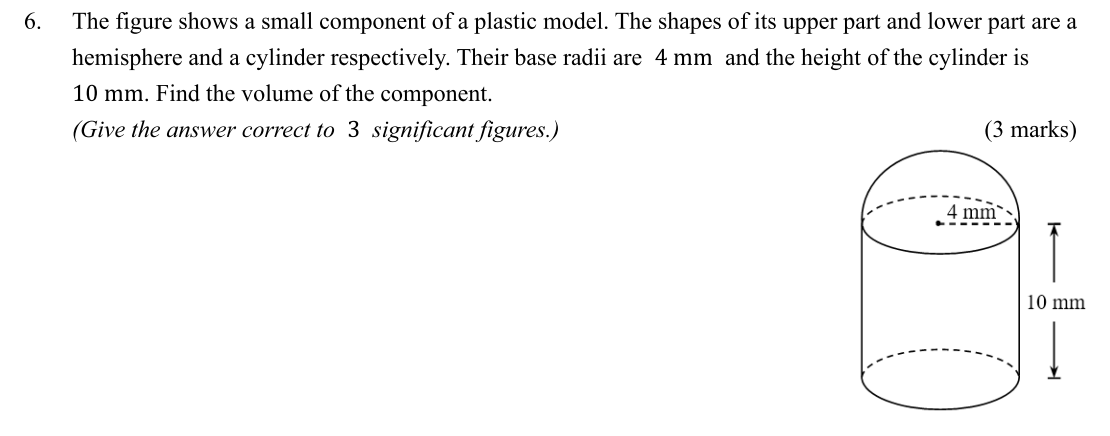 6. The figure shows a small component of a plastic model. The shapes of its upper part and lower part are a
hemisphere and a cylinder respectively. Their base radii are 4 mm and the height of the cylinder is
10 mm. Find the volume of the component.
(Give the answer correct to 3 significant figures.) (3 marks)
4 mm
10 mm